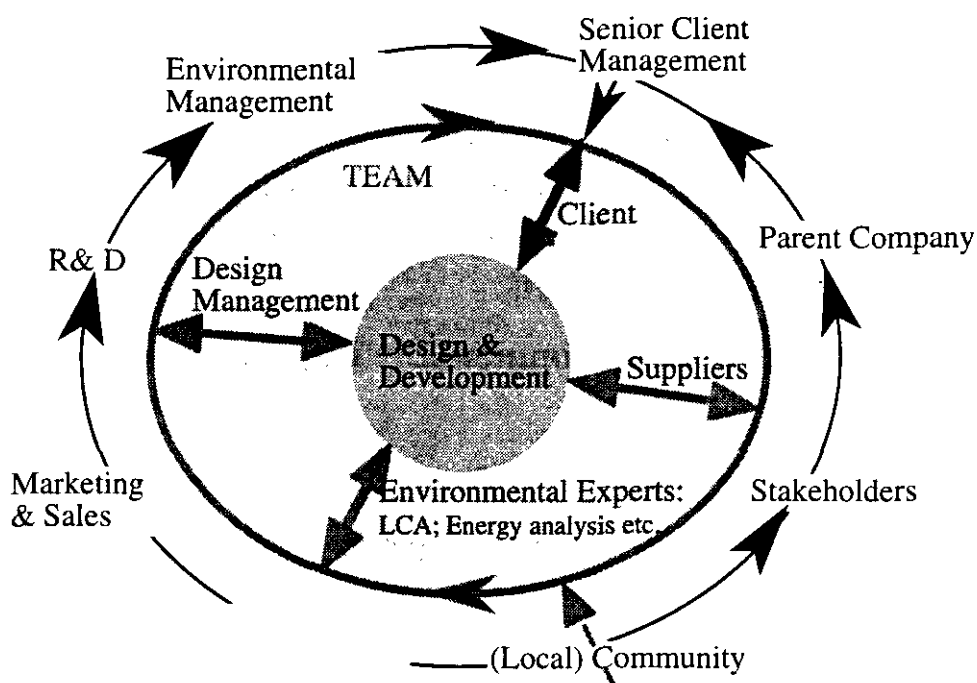 Senior Client
Management
Environmental
Management
TEAM
Client
R& D
Parent Company
Design
Management
Design &
Development
Suppliers
Marketing
& Sales
Environmental Experts:
LCA; Energy analysis etc.
Stakeholders
(Local) Community